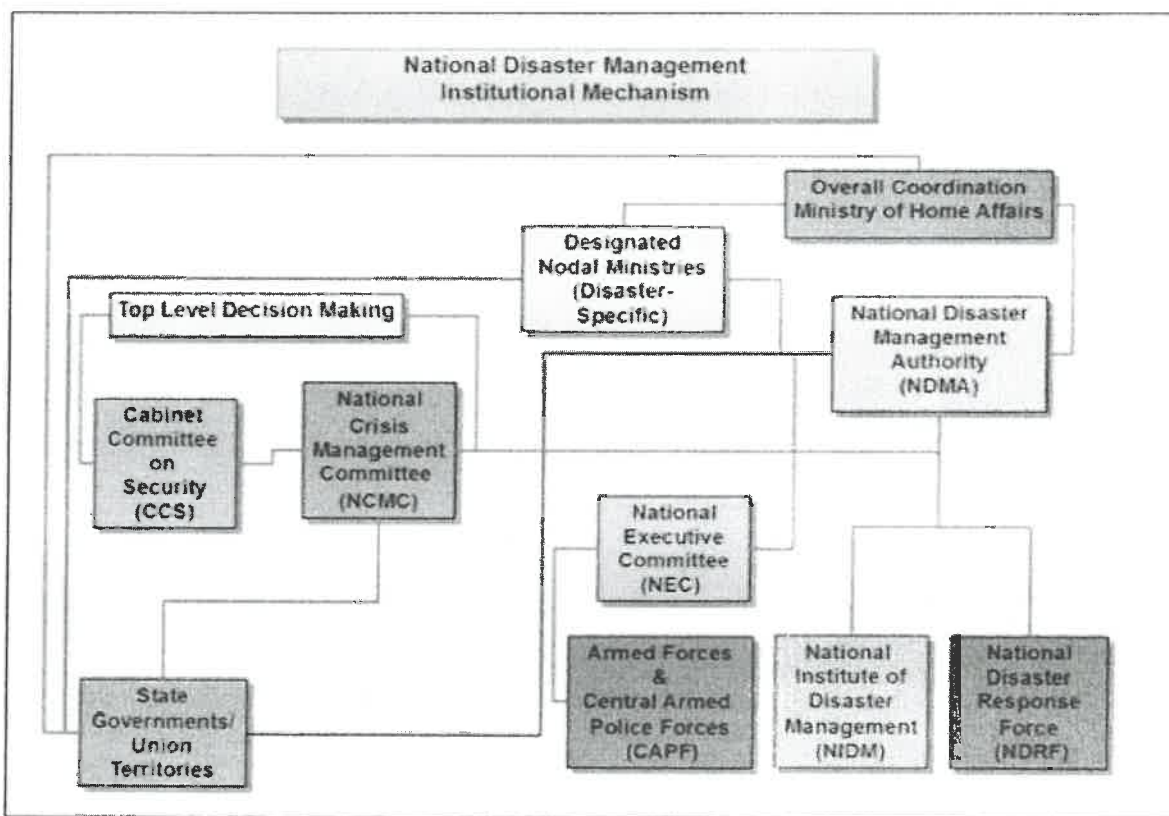 National Disaster Management
Institutional Mechanism
Overall Coordination
Ministry of Home Affairs
Designated
Nodal Ministries
(Disaster-
Specific)
Top Level Decision Making
National Disaster
Management
Authority
(NDMA)
Cabinet
Committee
on
Security
(CCS)
National
Crisis
Management
Committee
(NCMC)
National
Executive
Committee
(NEC)
State
Governments/
Union
Territories
Armed Forces
&
Central Armed
Police Forces
(CAPF)
National
Institute of
Disaster
Management
(NIDM)
National
Disaster
Response
Force
(NDRF)